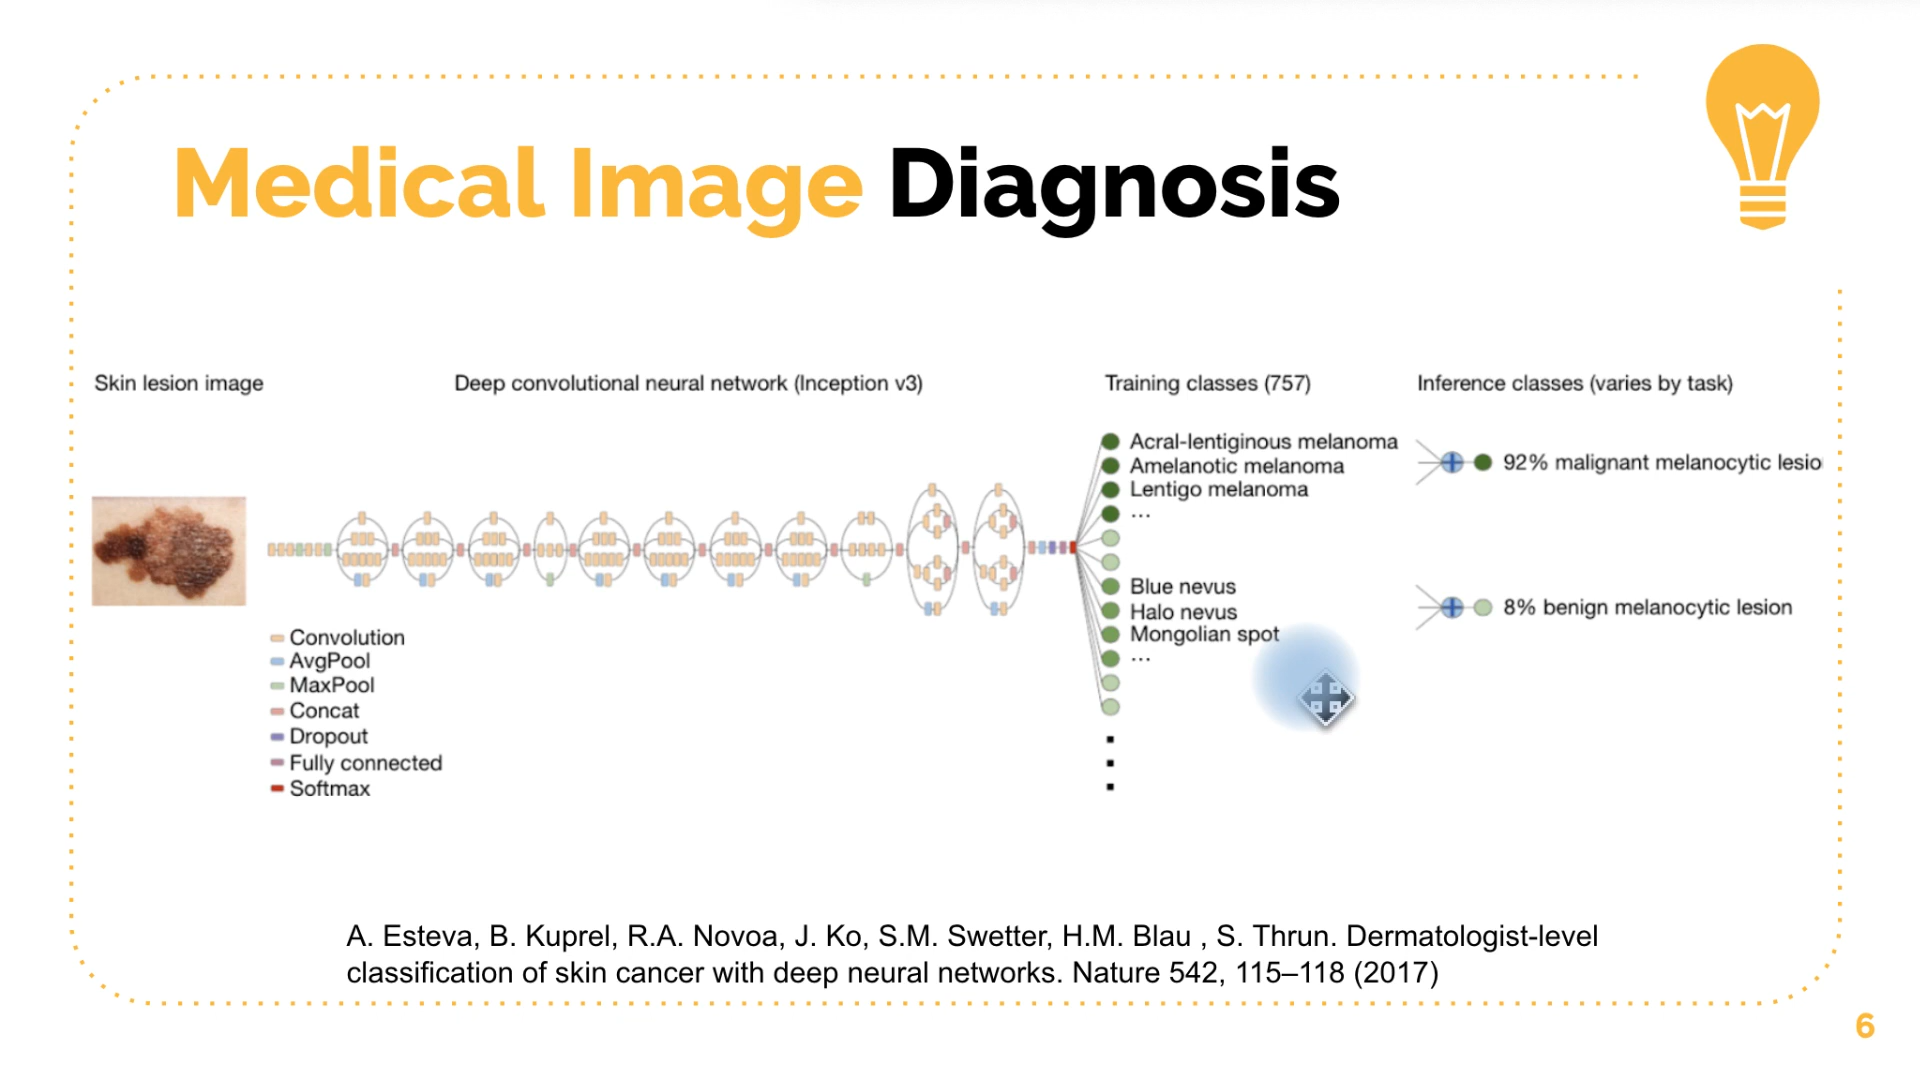 Medical Image Diagnosis
Skin lesion image
Deep convolutional neural network (Inception v3)
Training classes (757)
Inference classes (varies by task)
Acral-lentiginous melanoma
Amelanotic melanoma
Lentigo melanoma
...
Blue nevus
Halo nevus
Mongolian spot
...
92% malignant melanocytic lesio
8% benign melanocytic lesion
Convolution
AvgPool
MaxPool
Concat
Dropout
Fully connected
Softmax
A. Esteva, B. Kuprel, R.A. Novoa, J. Ko, S.M. Swetter, H.M. Blau , S. Thrun. Dermatologist-level
classification of skin cancer with deep neural networks. Nature 542, 115–118 (2017)
6